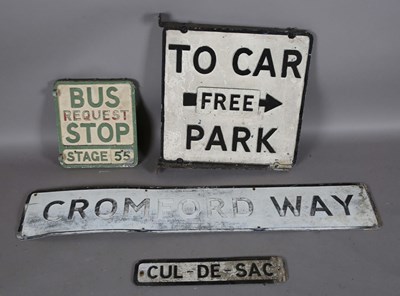 BUS
REQUEST
STOP
STAGE 55
TO CAR
FREE
PARK
CROMFORD WAY
CUL-DE-SAC